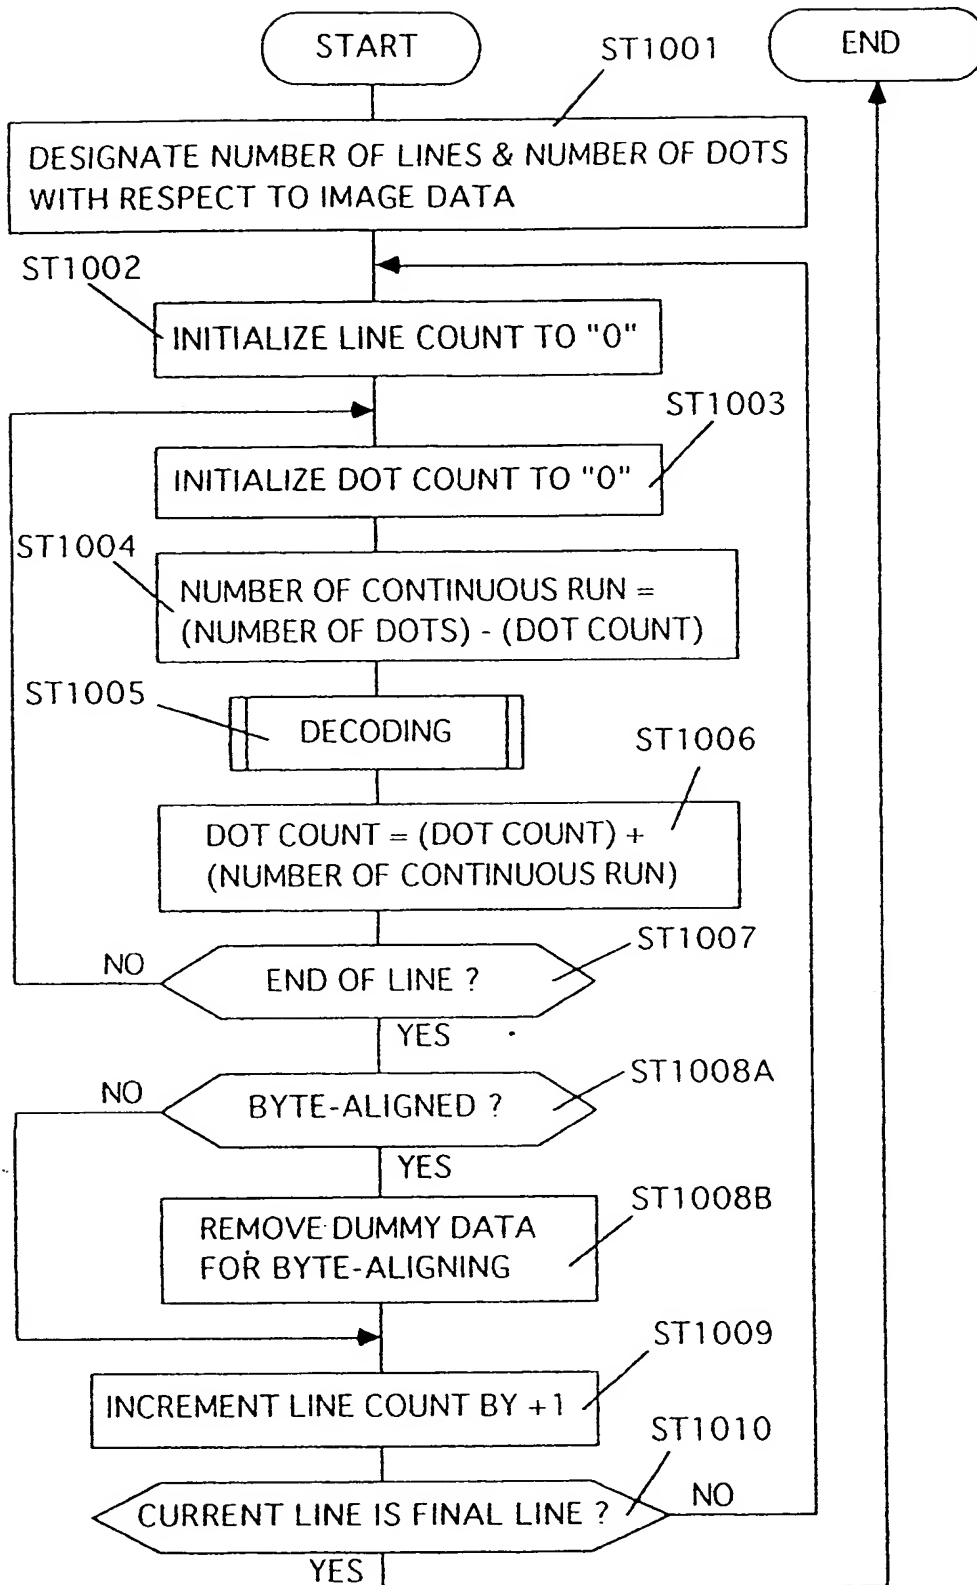 START
END
ST1001
DESIGNATE NUMBER OF LINES & NUMBER OF DOTS
WITH RESPECT TO IMAGE DATA
ST1002
INITIALIZE LINE COUNT TO "0"
ST1003
INITIALIZE DOT COUNT TO "0"
ST1004
NUMBER OF CONTINUOUS RUN =
(NUMBER OF DOTS) - (DOT COUNT)
ST1005
DECODING
ST1006
DOT COUNT = (DOT COUNT) +
(NUMBER OF CONTINUOUS RUN)
ST1007
NO
END OF LINE ?
YES
ST1008A
NO
BYTE-ALIGNED ?
YES
ST1008B
REMOVE DUMMY DATA
FOR BYTE-ALIGNING
ST1009
INCREMENT LINE COUNT BY +1
ST1010
CURRENT LINE IS FINAL LINE ?
NO
YES